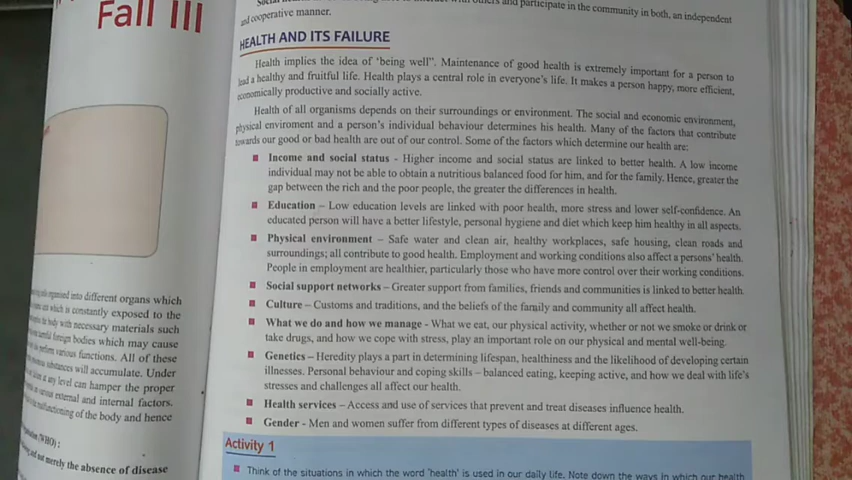 Fall III
and participate in the community in both, an independent
and cooperative manner.
HEALTH AND ITS FAILURE
Health implies the idea of 'being well". Maintenance of good health is extremely important for a person to
lead a healthy and fruitful life. Health plays a central role in everyone's life. It makes a person happy, more efficient,
economically productive and socially active.
Health of all organisms depends on their surroundings or environment. The social and economic environment,
physical enviroment and a person's individual behaviour determines his health. Many of the factors that contribute
towards our good or bad health are out of our control. Some of the factors which determine our health are:
Income and social status - Higher income and social status are linked to better health. A low income
individual may not be able to obtain a nutritious balanced food for him, and for the family. Hence, greater the
gap between the rich and the poor people, the greater the differences in health.
Education – Low education levels are linked with poor health, more stress and lower self-confidence. An
educated person will have a better lifestyle, personal hygiene and diet which keep him healthy in all aspects.
Physical environment – Safe water and clean air, healthy workplaces, safe housing, clean roads and
surroundings; all contribute to good health. Employment and working conditions also affect a persons' health.
People in employment are healthier, particularly those who have more control over their working conditions.
Social support networks – Greater support from families, friends and communities is linked to better health.
Culture – Customs and traditions, and the beliefs of the family and community all affect health.
What we do and how we manage - What we eat, our physical activity, whether or not we smoke or drink or
take drugs, and how we cope with stress, play an important role on our physical and mental well-being.
Genetics – Heredity plays a part in determining lifespan, healthiness and the likelihood of developing certain
illnesses. Personal behaviour and coping skills – balanced eating, keeping active, and how we deal with life's
stresses and challenges all affect our health.
Health services – Access and use of services that prevent and treat diseases influence health.
Gender - Men and women suffer from different types of diseases at different ages.
Activity 1
Think of the situations in which the word 'health' is used in our daily life. Note down the ways in which our health
organised into different organs which
which is constantly exposed to the
the body with necessary materials such
foreign bodies which may cause
perform various functions. All of these
substances will accumulate. Under
at any level can hamper the proper
various external and internal factors.
malfunctioning of the body and hence
(WHO) :
not merely the absence of disease